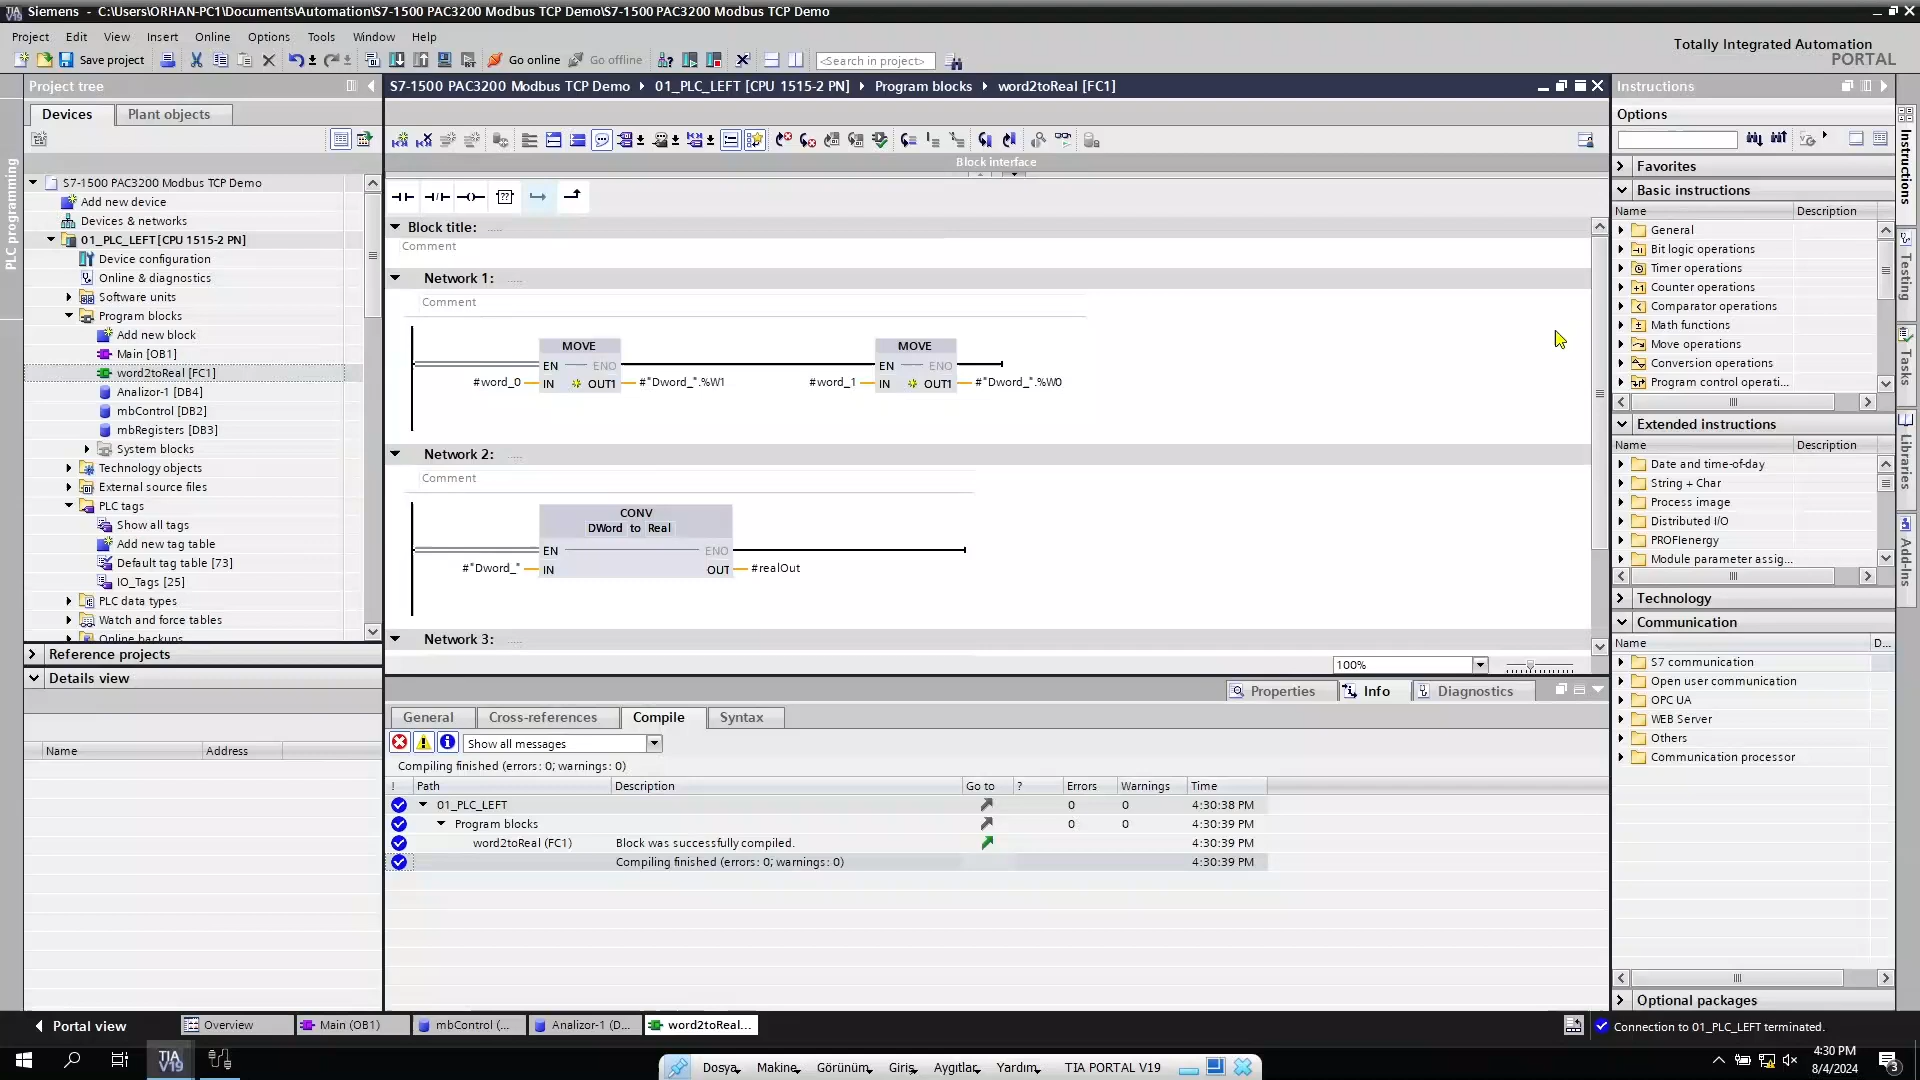 Siemens - C:\Users\ORHAN-PC1\Documents\Automation\S7-1500 PAC3200 Modbus TCP Demo\S7-1500 PAC3200 Modbus TCP Demo
Project Edit View Insert Online Options Tools Window Help
Totally Integrated Automation
PORTAL
Save project
Go online
Go offline
<Search in project>
Project tree
Devices
Plant objects
PLC programming
S7-1500 PAC3200 Modbus TCP Demo
Add new device
Devices & networks
01_PLC_LEFT [CPU 1515-2 PN]
Device configuration
Online & diagnostics
Software units
Program blocks
Add new block
Main [OB1]
word2toReal [FC1]
Analizor-1 [DB4]
mbControl [DB2]
mbRegisters [DB3]
System blocks
Technology objects
External source files
PLC tags
Show all tags
Add new tag table
Default tag table [73]
IO_Tags [25]
PLC data types
Watch and force tables
Online backups
Reference projects
Details view
Name
Address
S7-1500 PAC3200 Modbus TCP Demo
01_PLC_LEFT [CPU 1515-2 PN]
Program blocks
word2toReal [FC1]
Block interface
Block title: .....
Comment
Network 1: .....
Comment
MOVE
EN
ENO
#word_0
IN
OUT1
#"Dword_".%W1
MOVE
EN
ENO
#word_1
IN
OUT1
#"Dword_".%W0
Network 2: .....
Comment
CONV
DWord to Real
EN
ENO
#"Dword_"
IN
OUT
#realOut
Network 3: .....
100%
Properties
Info
Diagnostics
General
Cross-references
Compile
Syntax
Show all messages
Compiling finished (errors: 0; warnings: 0)
! Path Description Go to ? Errors Warnings Time
01_PLC_LEFT 0 0 4:30:38 PM
Program blocks 0 0 4:30:39 PM
word2toReal (FC1) Block was successfully compiled. 4:30:39 PM
Compiling finished (errors: 0; warnings: 0) 4:30:39 PM
Instructions
Options
Favorites
Basic instructions
Name
Description
General
Bit logic operations
Timer operations
Counter operations
Comparator operations
Math functions
Move operations
Conversion operations
Program control operati...
Extended instructions
Name
Description
Date and time-of-day
String + Char
Process image
Distributed I/O
PROFIenergy
Module parameter assig...
Technology
Communication
Name
D...
S7 communication
Open user communication
OPC UA
WEB Server
Others
Communication processor
Optional packages
Instructions
Testing
Tasks
Libraries
Add-Ins
Portal view
Overview
Main (OB1)
mbControl (...
Analizor-1 (D...
word2toReal...
Connection to 01_PLC_LEFT terminated.
TIA
V19
Dosya Makine Görünüm Giriş Aygıtlar Yardım TIA PORTAL V19
4:30 PM
8/4/2024
3